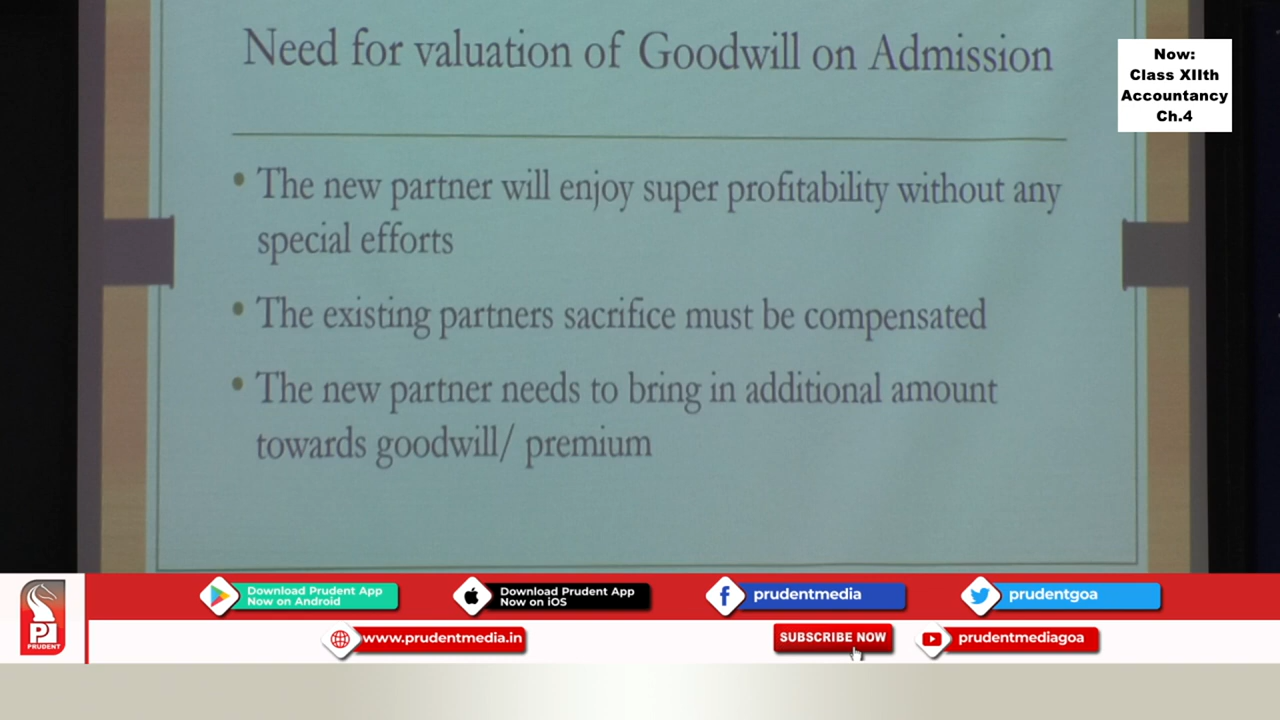 Need for valuation of Goodwill on Admission
Now:
Class XIIth
Accountancy
Ch.4
• The new partner will enjoy super profitability without any
special efforts
• The existing partners sacrifice must be compensated
• The new partner needs to bring in additional amount
towards goodwill/ premium
PRUDENT
Download Prudent App
Now on Android
Download Prudent App
Now on iOS
prudentmedia
prudentgoa
www.prudentmedia.in
SUBSCRIBE NOW
prudentmediagoa